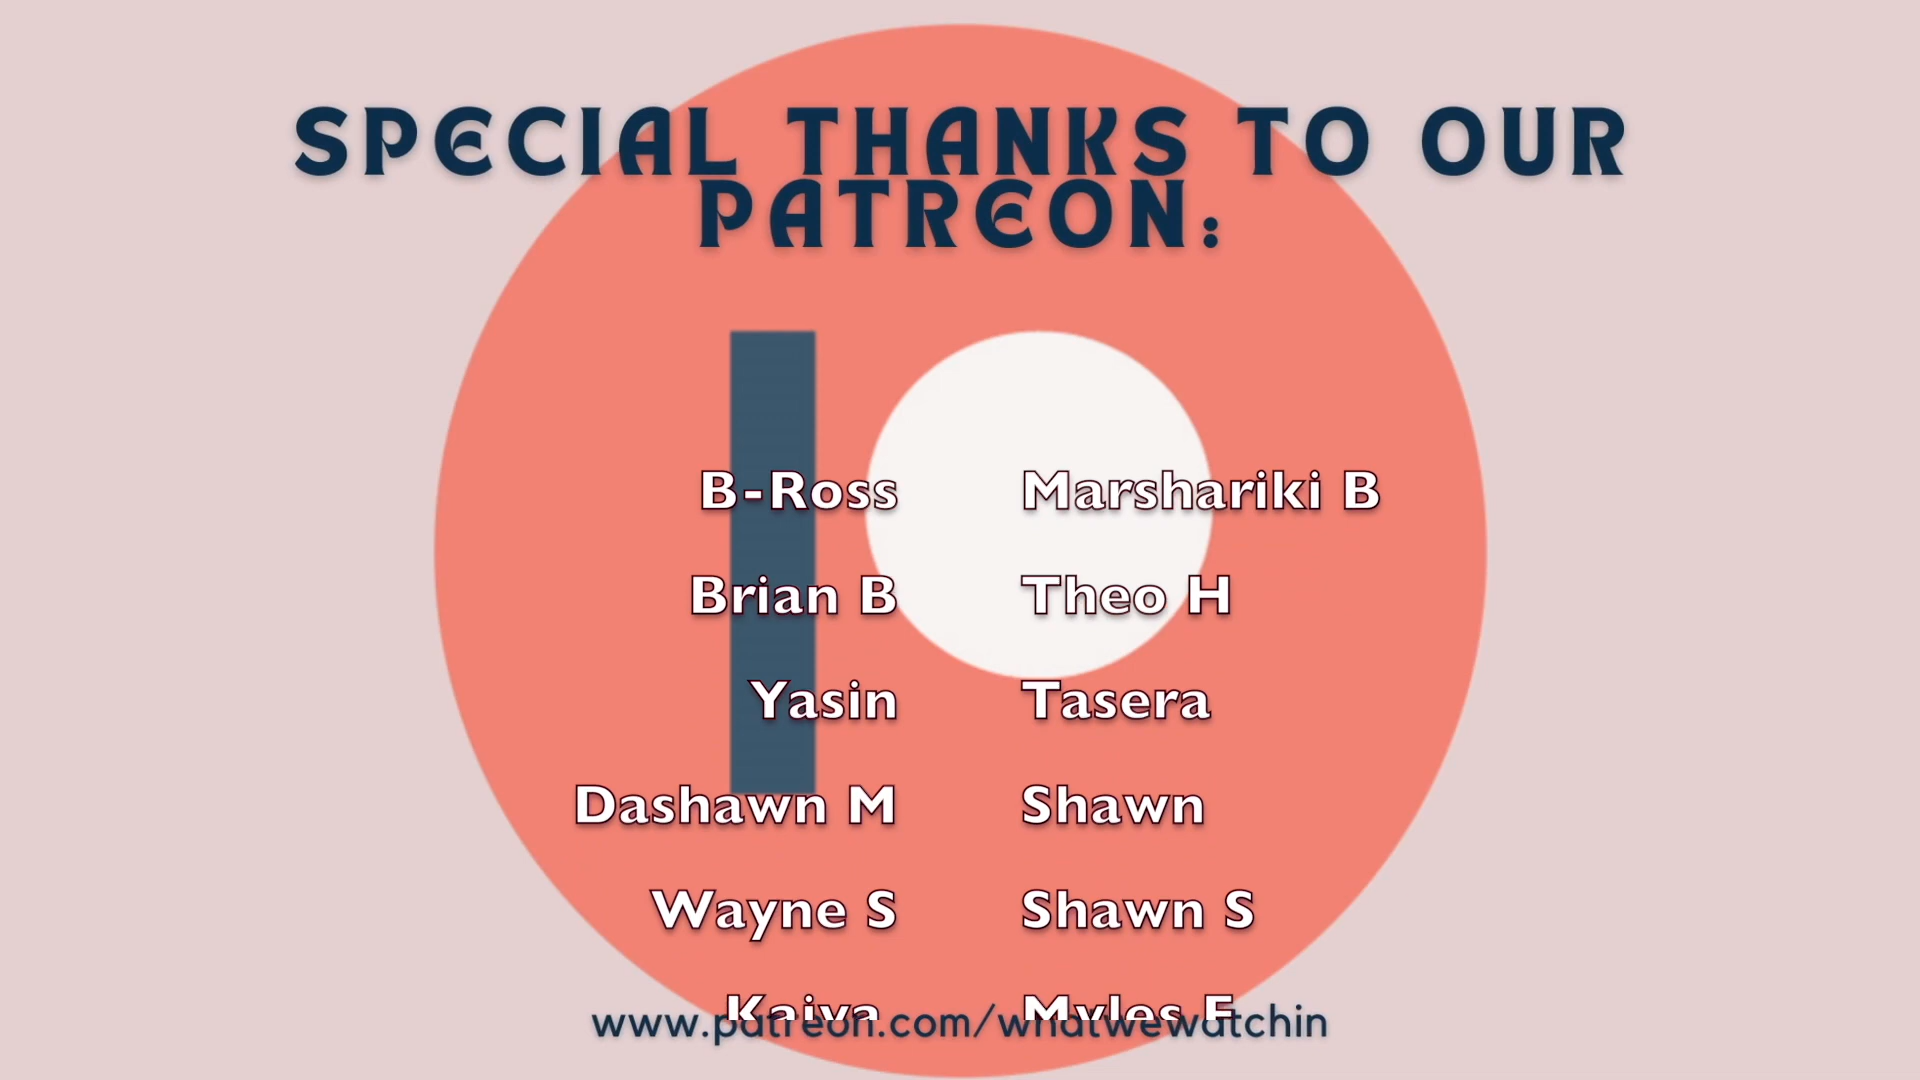 SPECIAL THANKS TO OUR
PATREON:
B-Ross Marshariki B
Brian B Theo H
Yasin Tasera
Dashawn M Shawn
Wayne S Shawn S
Myles
www.patreon.com/whatwewatchin